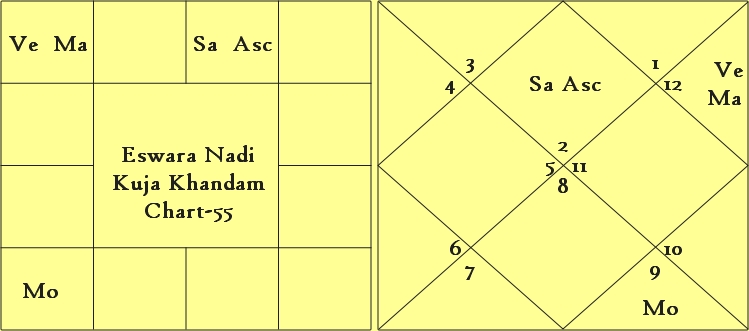 Ve Ma
Sa Asc
Eswara Nadi
Kuja Khandam
Chart-55
Mo
3
4
Sa Asc
1
12
Ve
Ma
2
5
11
8
6
7
10
9
Mo